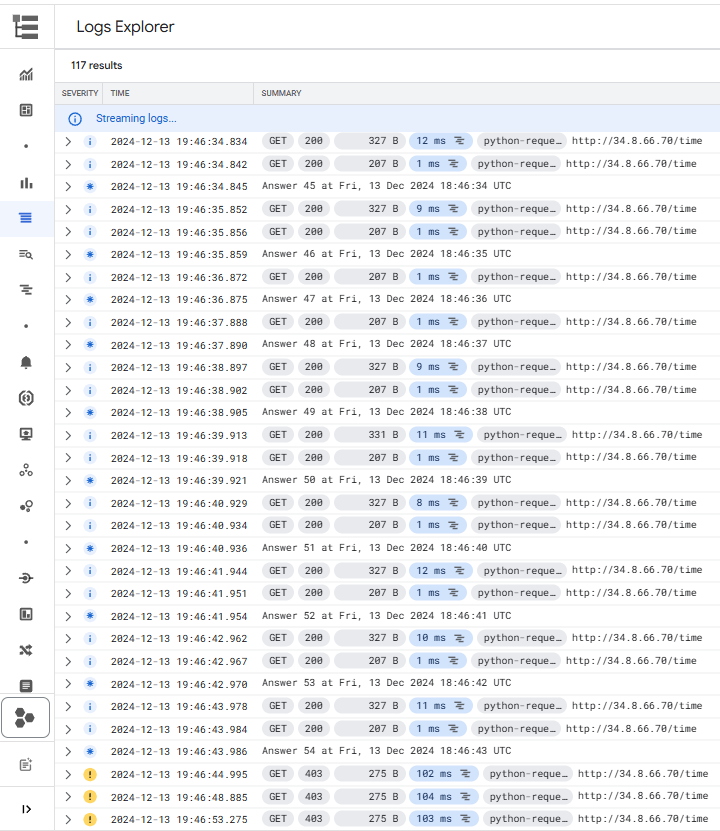 Logs Explorer
117 results
SEVERITY TIME SUMMARY
Streaming logs...
2024-12-13 19:46:34.834 GET 200 327 B 12 ms python-reque… http://34.8.66.70/time
2024-12-13 19:46:34.842 GET 200 207 B 1 ms python-reque… http://34.8.66.70/time
2024-12-13 19:46:34.845 Answer 45 at Fri, 13 Dec 2024 18:46:34 UTC
2024-12-13 19:46:35.852 GET 200 327 B 9 ms python-reque… http://34.8.66.70/time
2024-12-13 19:46:35.856 GET 200 207 B 1 ms python-reque… http://34.8.66.70/time
2024-12-13 19:46:35.859 Answer 46 at Fri, 13 Dec 2024 18:46:35 UTC
2024-12-13 19:46:36.872 GET 200 207 B 1 ms python-reque… http://34.8.66.70/time
2024-12-13 19:46:36.875 Answer 47 at Fri, 13 Dec 2024 18:46:36 UTC
2024-12-13 19:46:37.888 GET 200 207 B 1 ms python-reque… http://34.8.66.70/time
2024-12-13 19:46:37.890 Answer 48 at Fri, 13 Dec 2024 18:46:37 UTC
2024-12-13 19:46:38.897 GET 200 327 B 9 ms python-reque… http://34.8.66.70/time
2024-12-13 19:46:38.902 GET 200 207 B 1 ms python-reque… http://34.8.66.70/time
2024-12-13 19:46:38.905 Answer 49 at Fri, 13 Dec 2024 18:46:38 UTC
2024-12-13 19:46:39.913 GET 200 331 B 11 ms python-reque… http://34.8.66.70/time
2024-12-13 19:46:39.918 GET 200 207 B 1 ms python-reque… http://34.8.66.70/time
2024-12-13 19:46:39.921 Answer 50 at Fri, 13 Dec 2024 18:46:39 UTC
2024-12-13 19:46:40.929 GET 200 327 B 8 ms python-reque… http://34.8.66.70/time
2024-12-13 19:46:40.934 GET 200 207 B 1 ms python-reque… http://34.8.66.70/time
2024-12-13 19:46:40.936 Answer 51 at Fri, 13 Dec 2024 18:46:40 UTC
2024-12-13 19:46:41.944 GET 200 327 B 12 ms python-reque… http://34.8.66.70/time
2024-12-13 19:46:41.951 GET 200 207 B 1 ms python-reque… http://34.8.66.70/time
2024-12-13 19:46:41.954 Answer 52 at Fri, 13 Dec 2024 18:46:41 UTC
2024-12-13 19:46:42.962 GET 200 327 B 10 ms python-reque… http://34.8.66.70/time
2024-12-13 19:46:42.967 GET 200 207 B 1 ms python-reque… http://34.8.66.70/time
2024-12-13 19:46:42.970 Answer 53 at Fri, 13 Dec 2024 18:46:42 UTC
2024-12-13 19:46:43.978 GET 200 327 B 11 ms python-reque… http://34.8.66.70/time
2024-12-13 19:46:43.984 GET 200 207 B 1 ms python-reque… http://34.8.66.70/time
2024-12-13 19:46:43.986 Answer 54 at Fri, 13 Dec 2024 18:46:43 UTC
2024-12-13 19:46:44.995 GET 403 275 B 102 ms python-reque… http://34.8.66.70/time
2024-12-13 19:46:48.885 GET 403 275 B 104 ms python-reque… http://34.8.66.70/time
2024-12-13 19:46:53.275 GET 403 275 B 103 ms python-reque… http://34.8.66.70/time